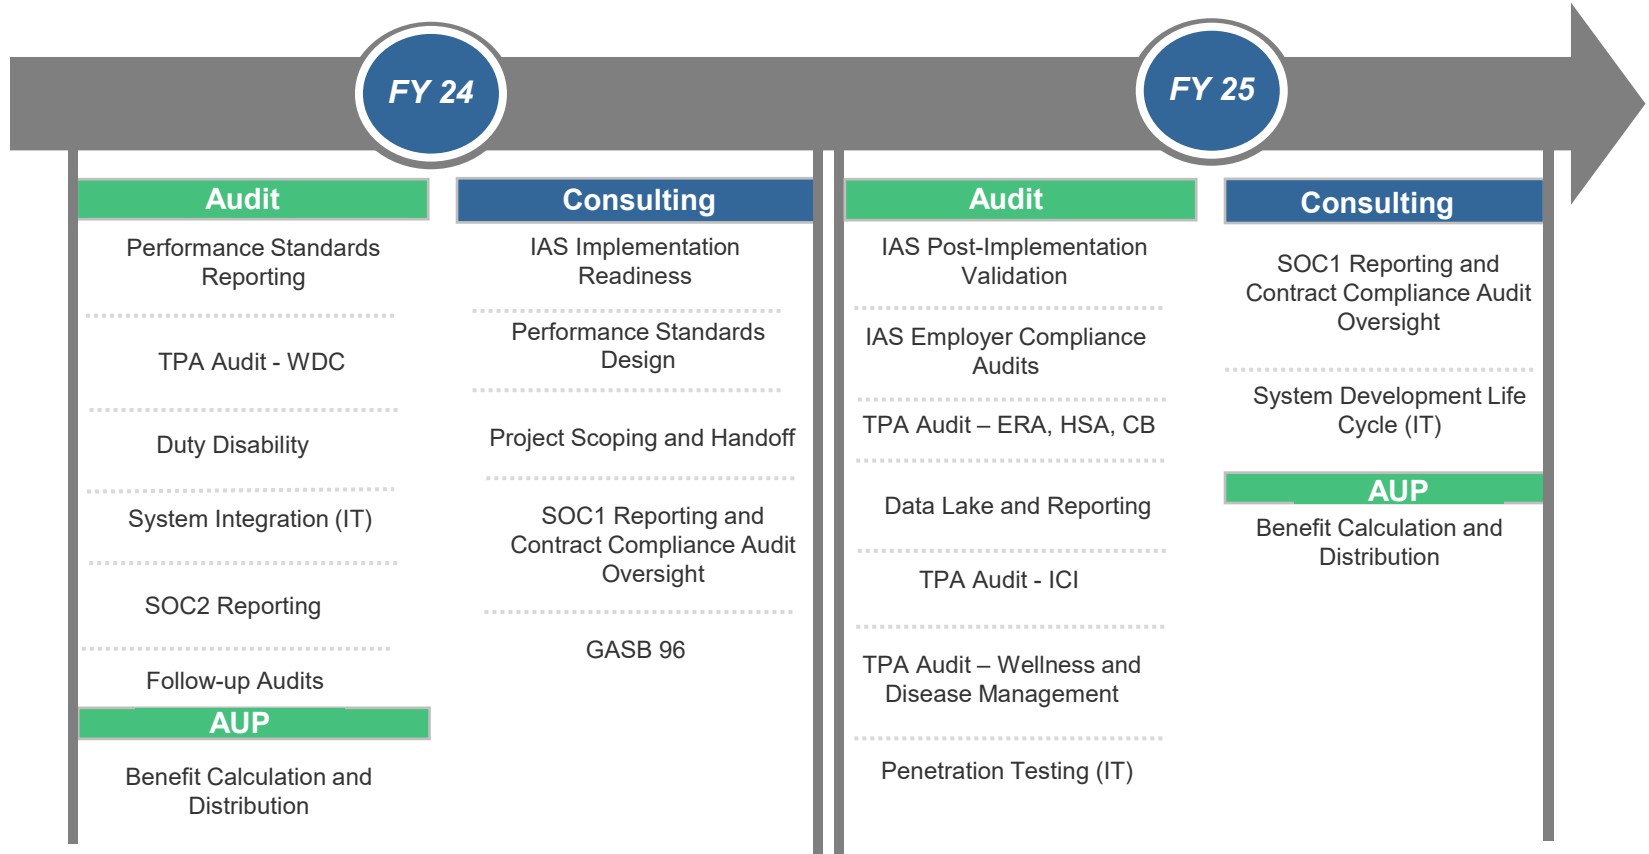 FY 24
FY 25
Audit
Performance Standards
Reporting
TPA Audit - WDC
Duty Disability
System Integration (IT)
SOC2 Reporting
Follow-up Audits
AUP
Benefit Calculation and
Distribution
Consulting
IAS Implementation
Readiness
Performance Standards
Design
Project Scoping and Handoff
SOC1 Reporting and
Contract Compliance Audit
Oversight
GASB 96
Audit
IAS Post-Implementation
Validation
IAS Employer Compliance
Audits
TPA Audit – ERA, HSA, CB
Data Lake and Reporting
TPA Audit - ICI
TPA Audit – Wellness and
Disease Management
Penetration Testing (IT)
Consulting
SOC1 Reporting and
Contract Compliance Audit
Oversight
System Development Life
Cycle (IT)
AUP
Benefit Calculation and
Distribution